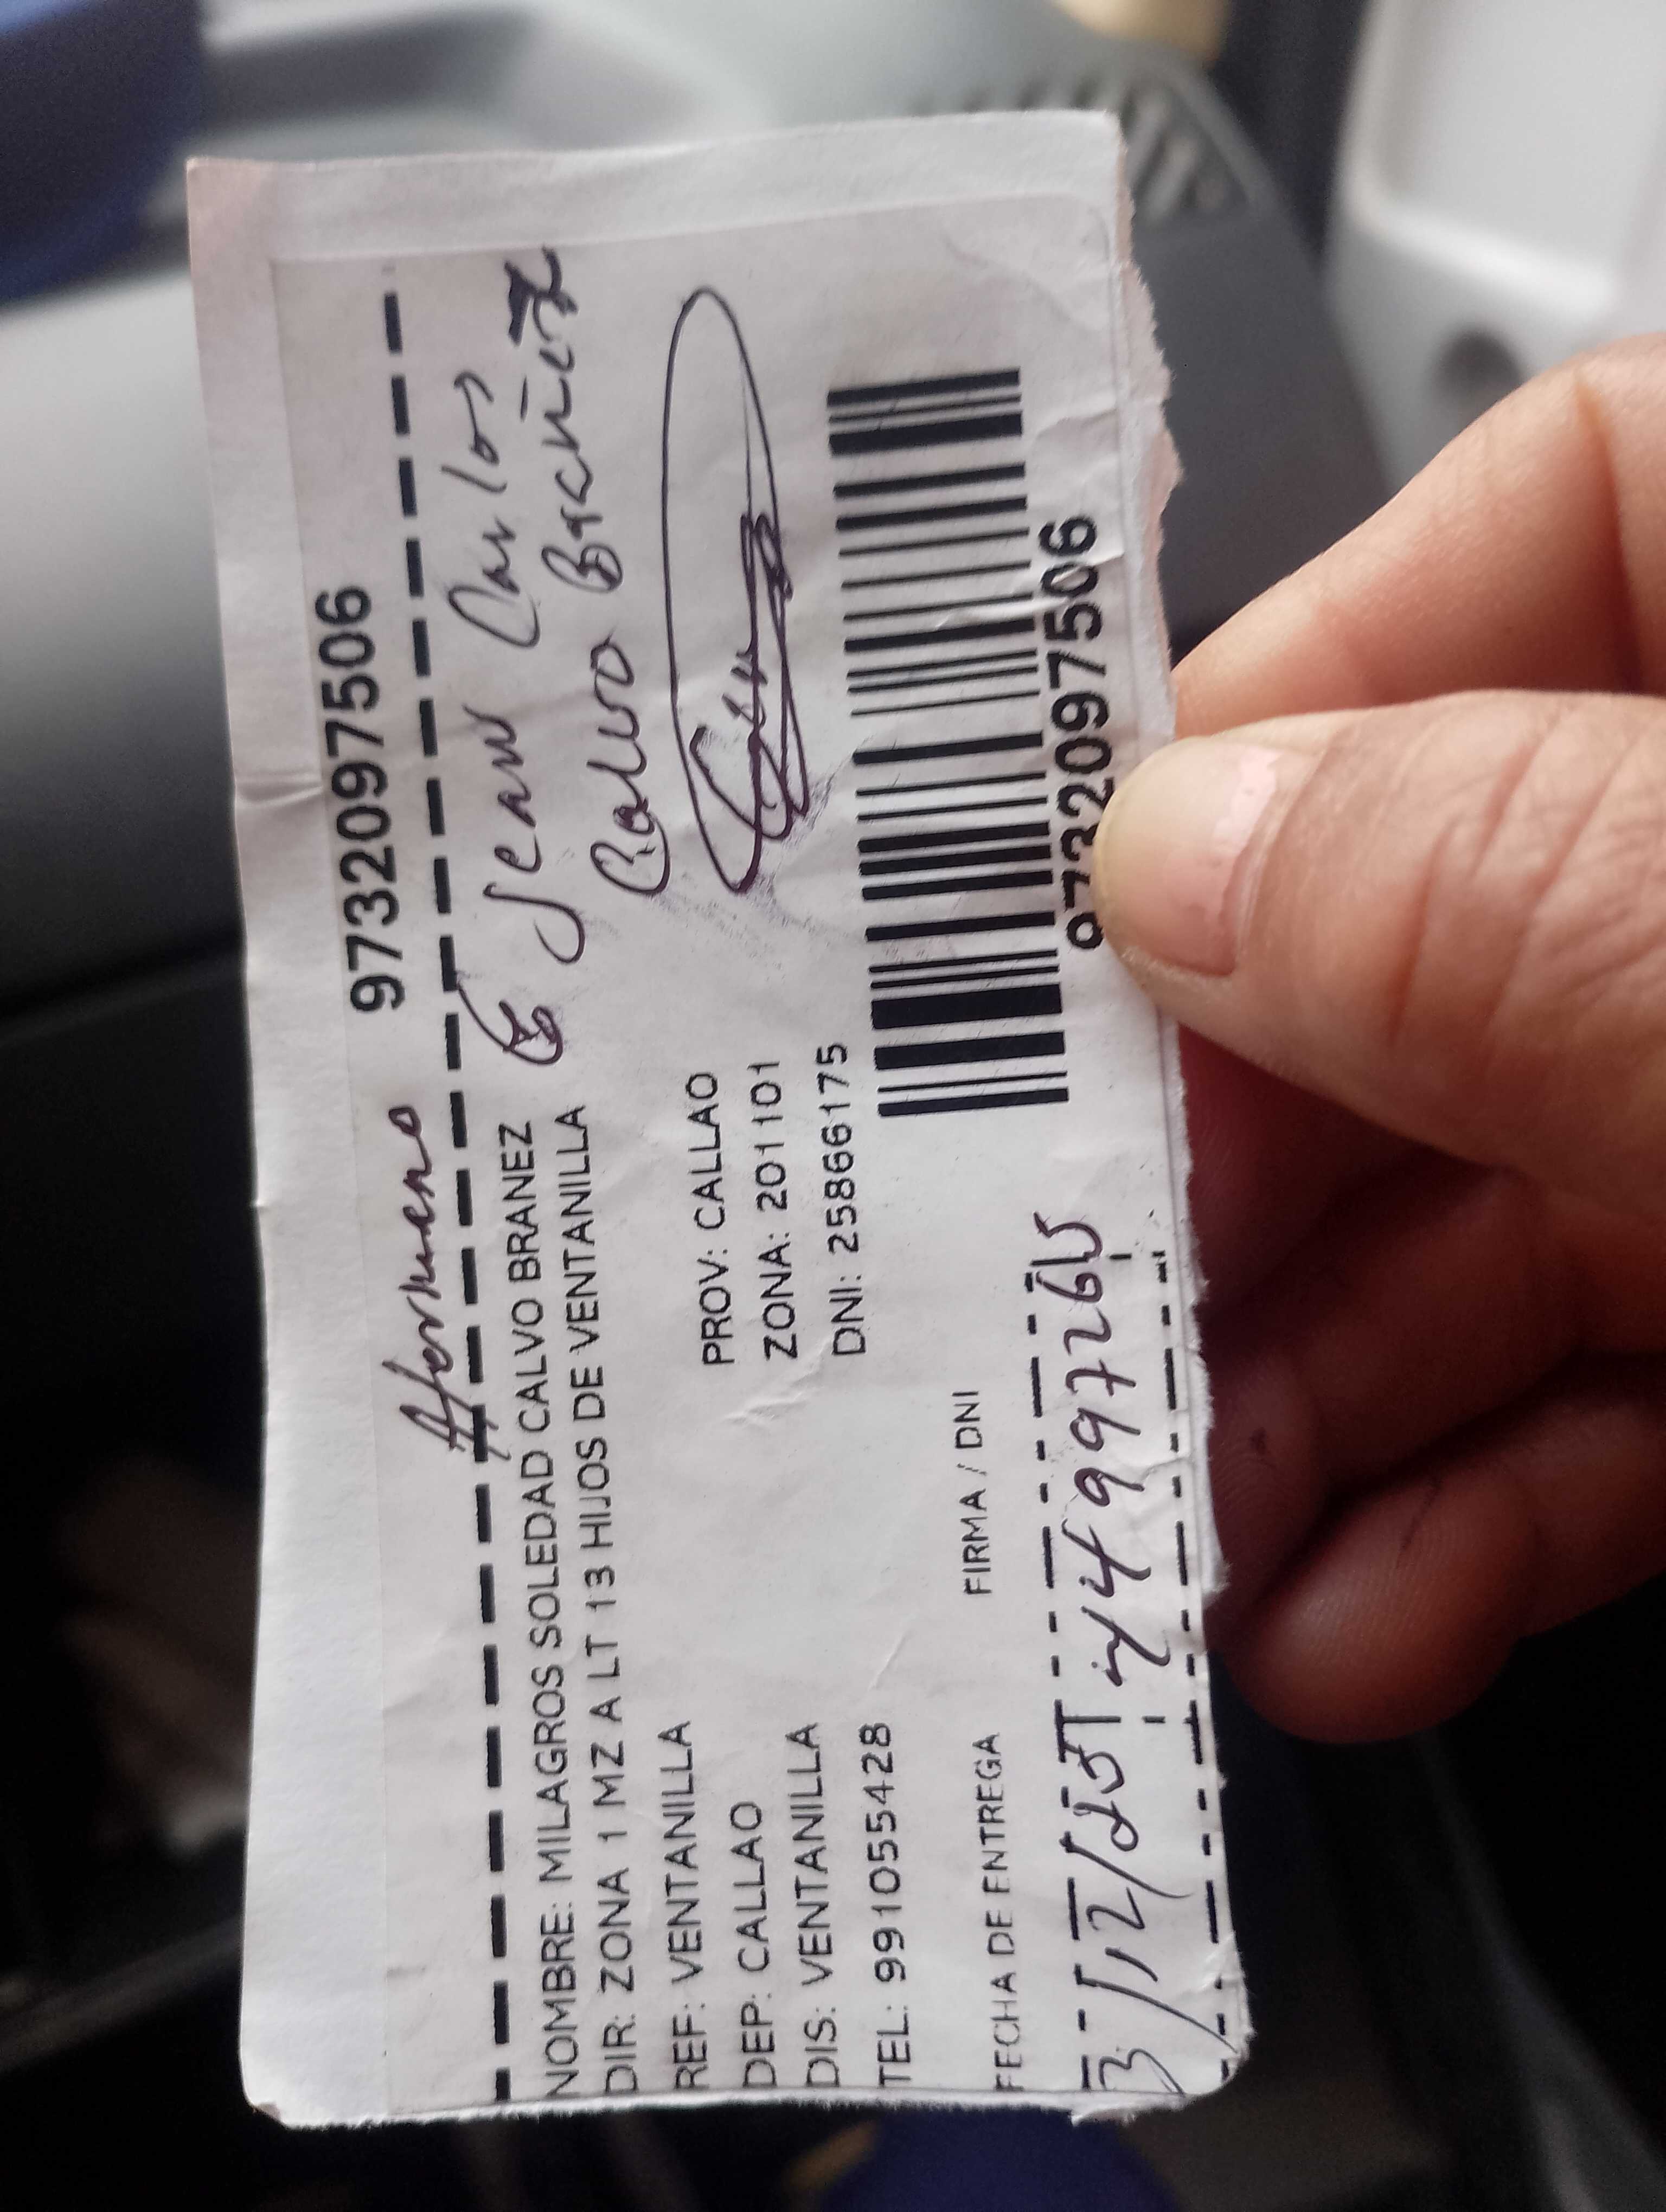 9732097506
Hermano
Jean Carlos
Calvo
NOMBRE: MILAGROS SOLEDAD CALVO BRANEZ
DIR: ZONA 1 MZ A LT 13 HIJOS DE VENTANILLA
REF: VENTANILLA
DEP: CALLAO PROV: CALLAO
DIS: VENTANILLA ZONA: 201101
TEL: 991055428 DNI: 25866175
9732097506
FECHA DE ENTREGA FIRMA / DNI